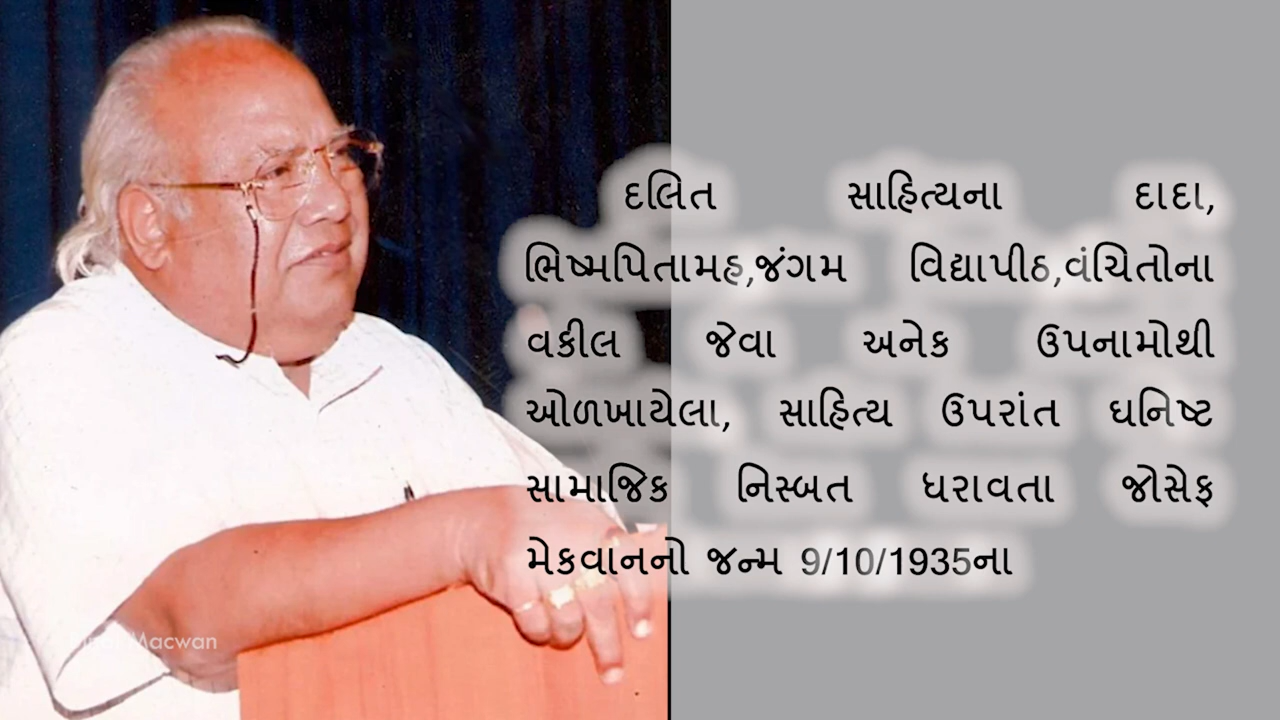 દલિત સાહિત્યના દાદા,
ભિષ્મપિતામહ,જંગમ વિદ્યાપીઠ,વંચિતોના
વકીલ જેવા અનેક ઉપનામોથી
ઓળખાયેલા, સાહિત્ય ઉપરાંત ઘનિષ્ટ
સામાજિક નિસ્બત ધરાવતા જોસેફ
મેકવાનનો જન્મ 9/10/1935ના
Macwan